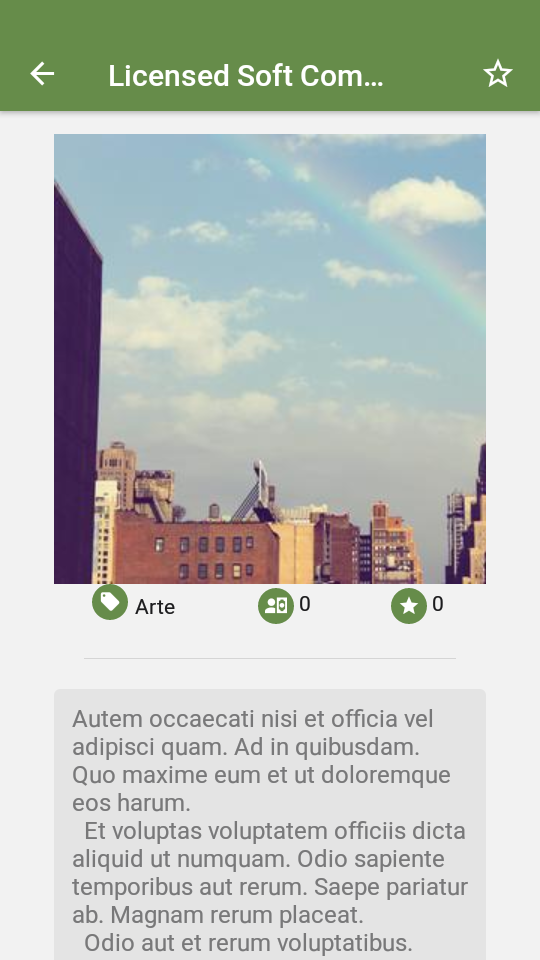 Licensed Soft Com...
Arte
0
0
Autem occaecati nisi et officia vel
adipisci quam. Ad in quibusdam.
Quo maxime eum et ut doloremque
eos harum.
Et voluptas voluptatem officiis dicta
aliquid ut numquam. Odio sapiente
temporibus aut rerum. Saepe pariatur
ab. Magnam rerum placeat.
Odio aut et rerum voluptatibus.